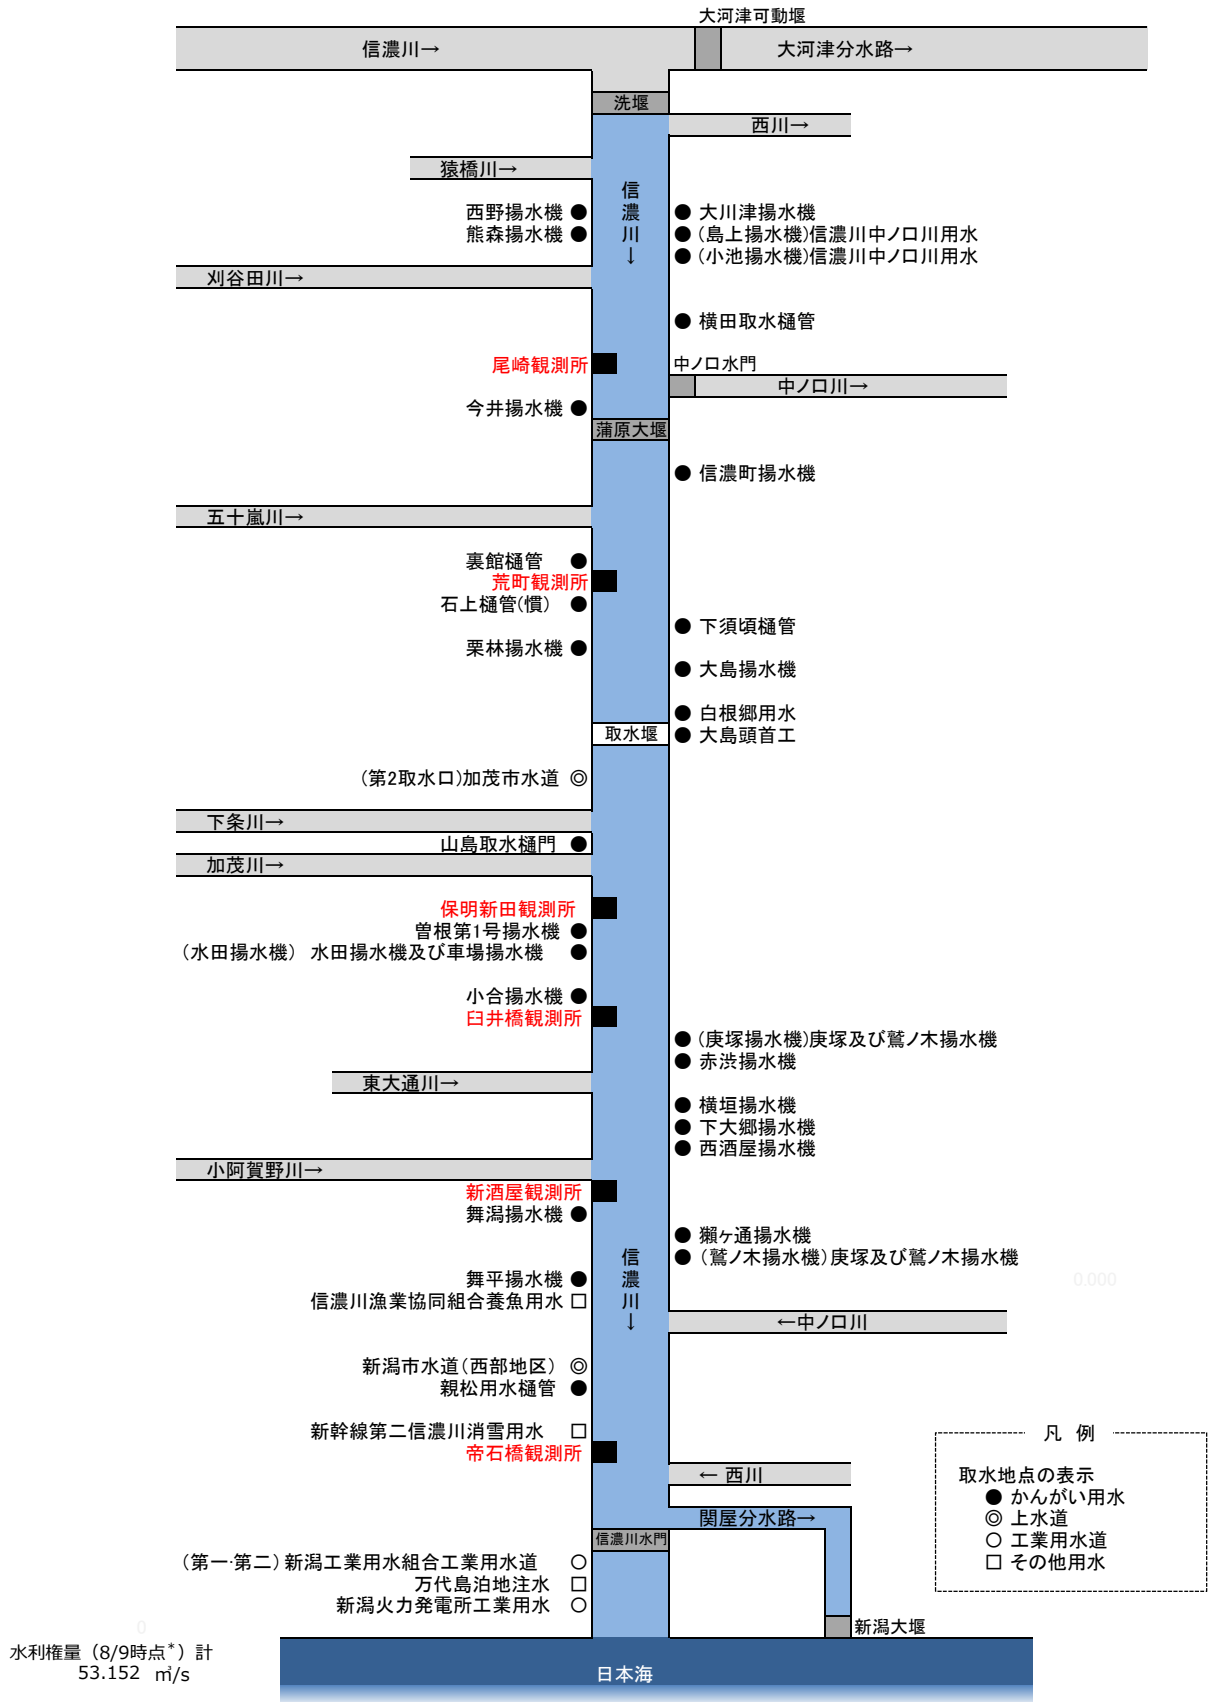 大河津可動堰
信濃川→
大河津分水路→
洗堰
西川→
猿橋川→
信濃川↓
西野揚水機 ●
● 大川津揚水機
熊森揚水機 ●
● (島上揚水機)信濃川中ノ口川用水
● (小池揚水機)信濃川中ノ口川用水
刈谷田川→
● 横田取水樋管
尾崎観測所
中ノ口水門
中ノ口川→
今井揚水機 ●
蒲原大堰
● 信濃町揚水機
五十嵐川→
裏館樋管 ●
荒町観測所
石上樋管(慣) ●
● 下須頃樋管
栗林揚水機 ●
● 大島揚水機
● 白根郷用水
取水堰
● 大島頭首工
(第2取水口)加茂市水道 ◎
下条川→
山島取水樋門 ●
加茂川→
保明新田観測所
曽根第1号揚水機 ●
(水田揚水機) 水田揚水機及び車場揚水機 ●
小合揚水機 ●
臼井橋観測所
● (庚塚揚水機)庚塚及び鷲ノ木揚水機
● 赤渋揚水機
東大通川→
● 横垣揚水機
● 下大郷揚水機
● 西酒屋揚水機
小阿賀野川→
新酒屋観測所
舞潟揚水機 ●
● 獺ヶ通揚水機
● (鷲ノ木揚水機)庚塚及び鷲ノ木揚水機
信濃川↓
舞平揚水機 ●
0.000
信濃川漁業協同組合養魚用水 □
←中ノ口川
新潟市水道(西部地区) ◎
親松用水樋管 ●
新幹線第二信濃川消雪用水 □
帝石橋観測所
← 西川
関屋分水路→
信濃川水門
(第一・第二)新潟工業用水組合工業用水道 ○
万代島泊地注水 □
新潟火力発電所工業用水 ○
新潟大堰
凡 例
取水地点の表示
● かんがい用水
◎ 上水道
○ 工業用水道
□ その他用水
0
水利権量(8/9時点*)計
53.152 ㎥/s
日本海